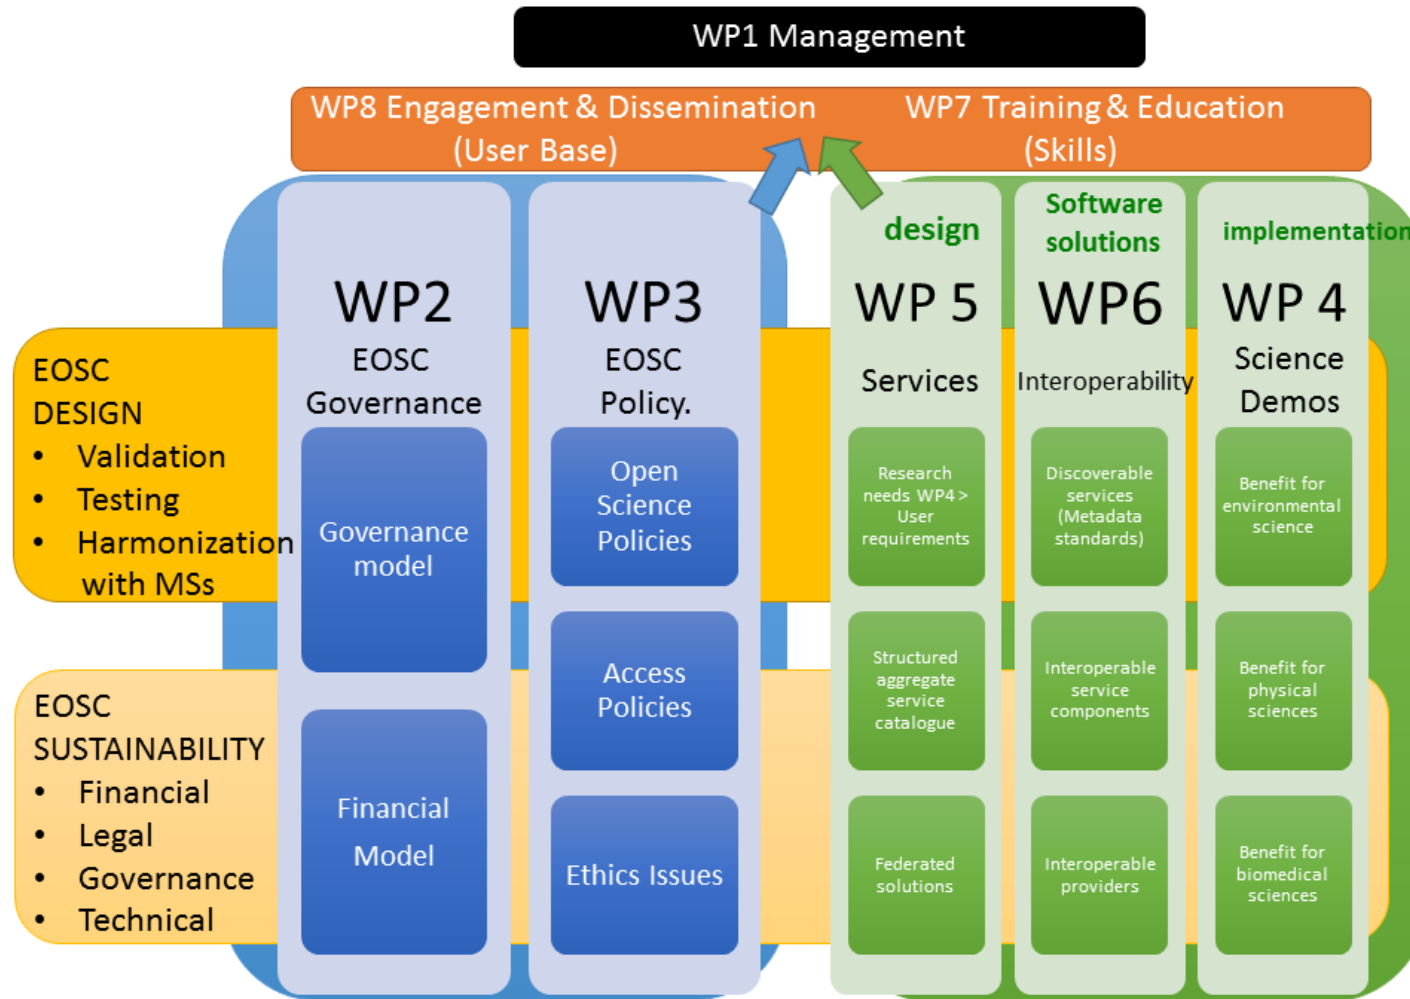 WP1 Management
WP8 Engagement & Dissemination
(User Base)
WP7 Training & Education
(Skills)
EOSC
DESIGN
• Validation
• Testing
• Harmonization
with MSs
EOSC
SUSTAINABILITY
• Financial
• Legal
• Governance
• Technical
WP2
EOSC
Governance
Governance
model
Financial
Model
WP3
EOSC
Policy.
Open
Science
Policies
Access
Policies
Ethics Issues
design
WP 5
Services
Research
needs WP4 >
User
requirements
Structured
aggregate
service
catalogue
Federated
solutions
Software
solutions
WP6
Interoperability
Discoverable
services
(Metadata
standards)
Interoperable
service
components
Interoperable
providers
implementation
WP 4
Science
Demos
Benefit for
environmental
science
Benefit for
physical
sciences
Benefit for
biomedical
sciences